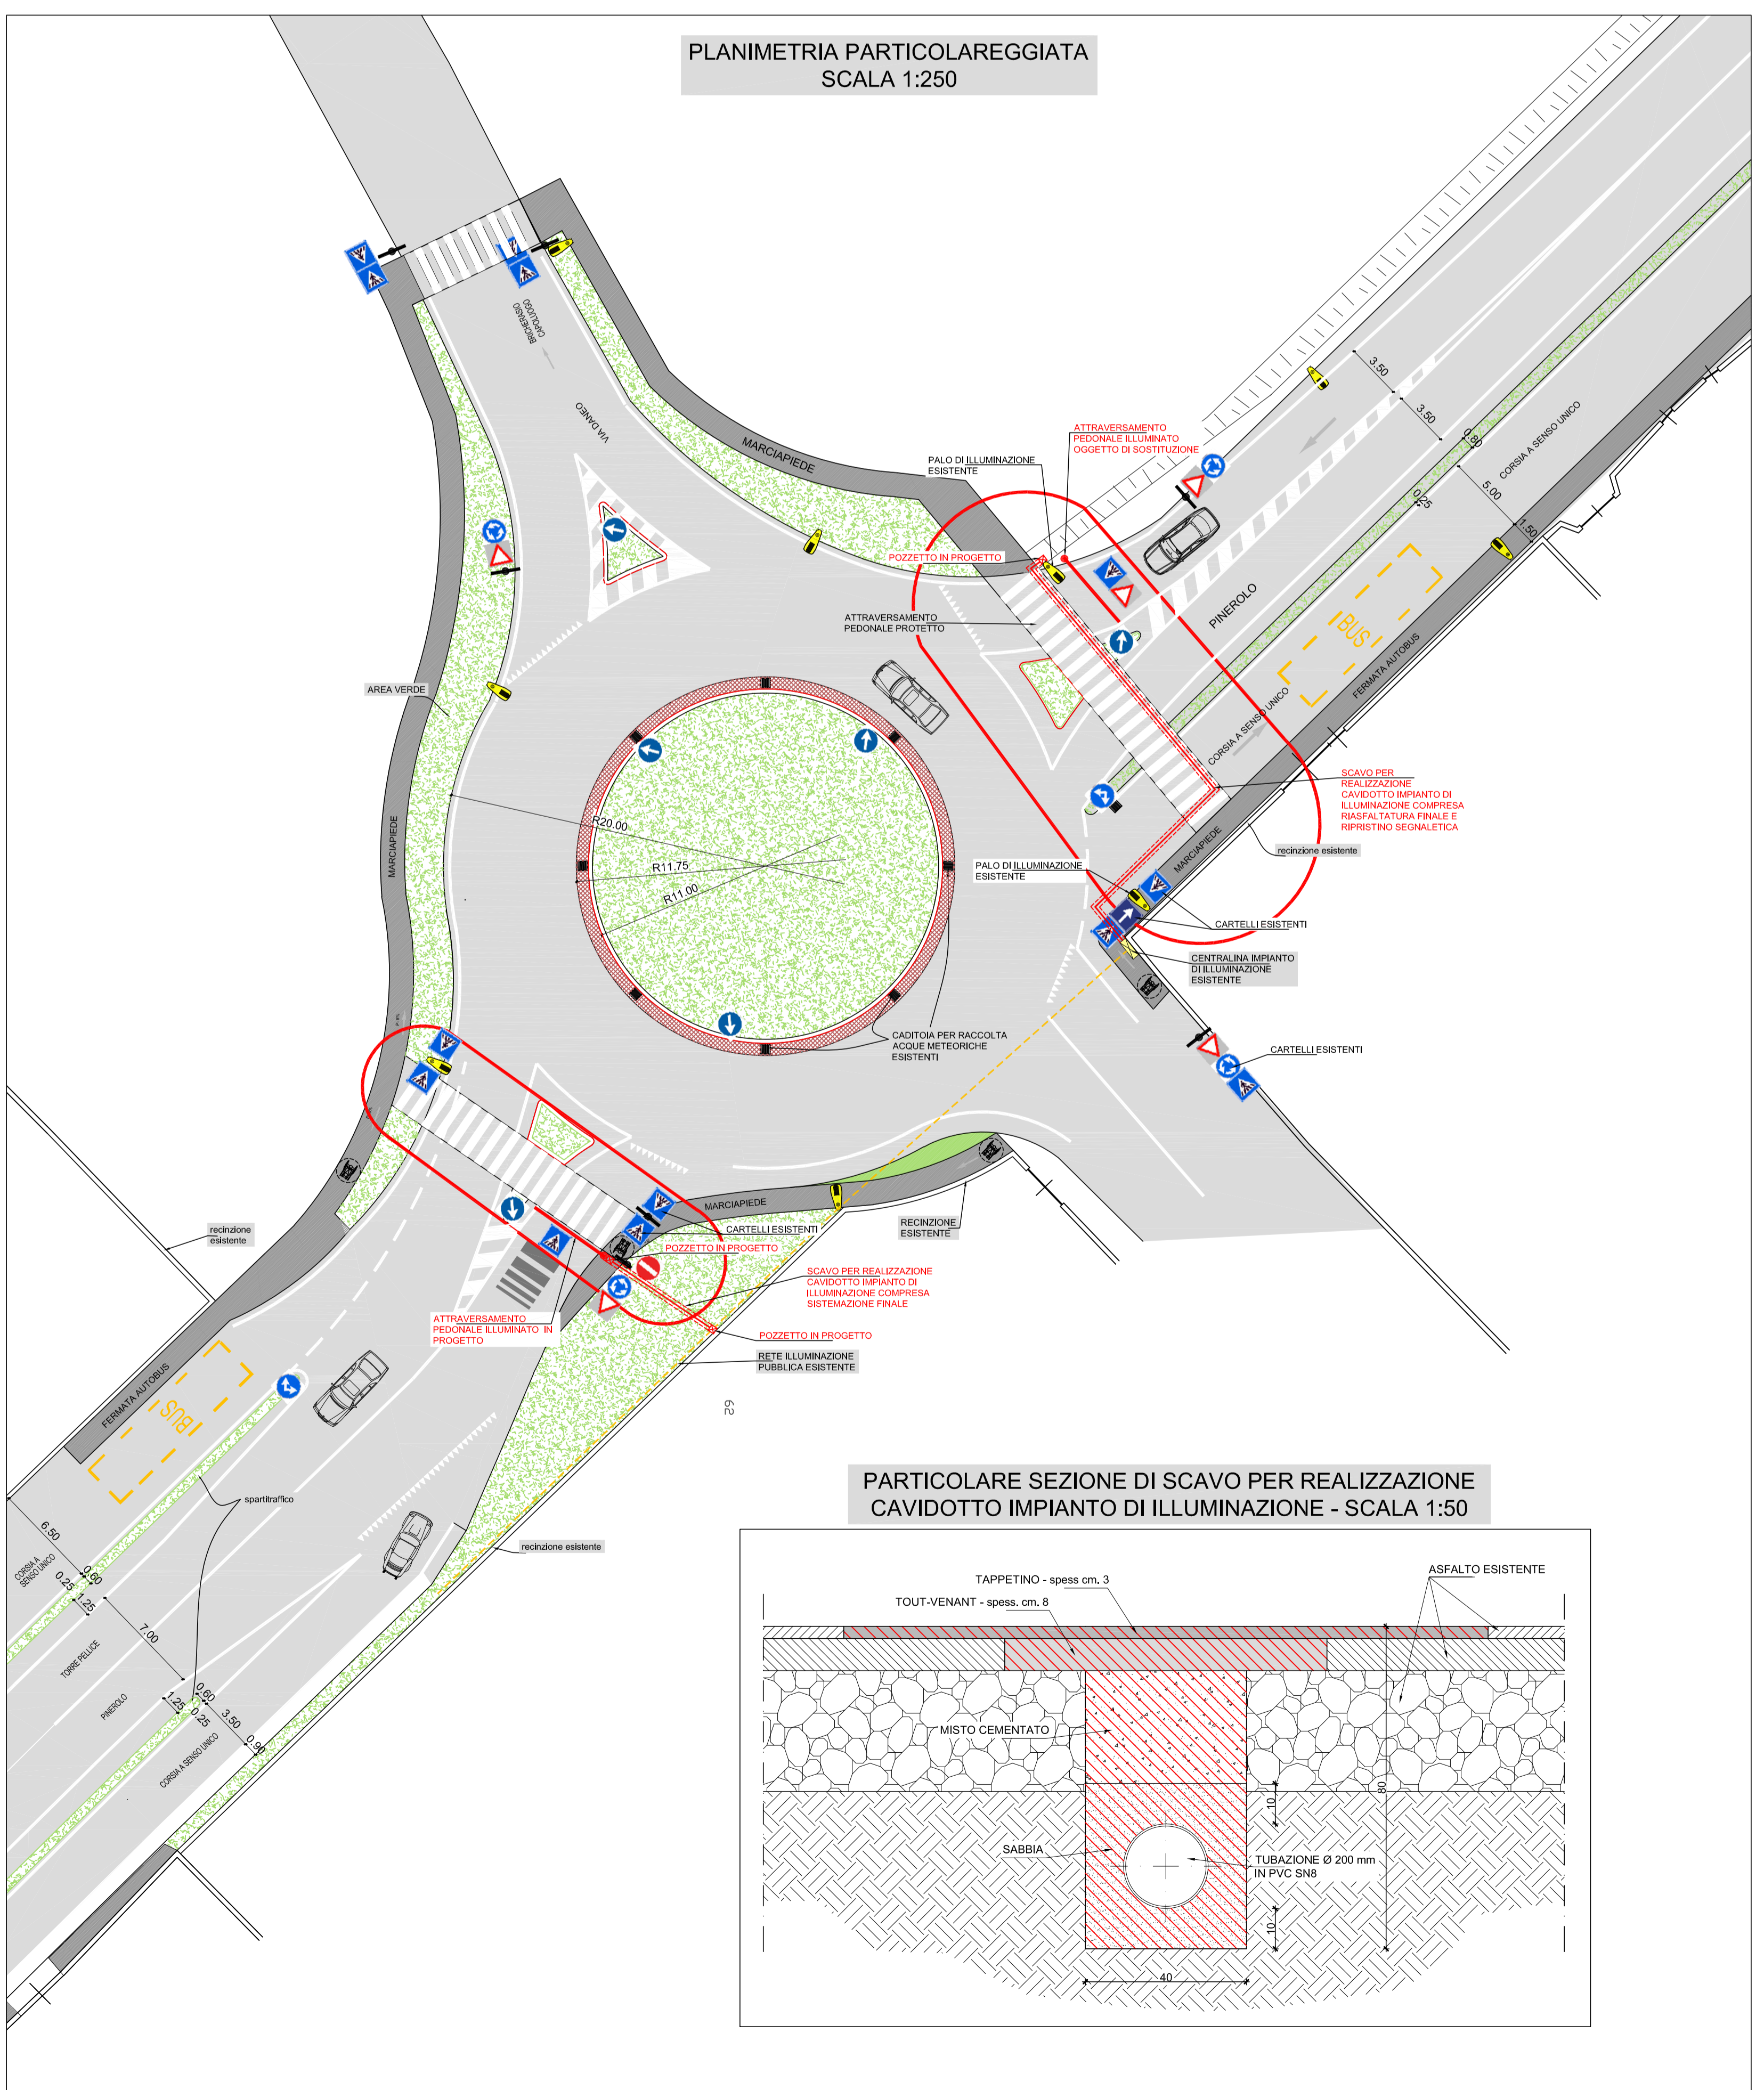 PLANIMETRIA PARTICOLAREGGIATA
SCALA 1:250
BRICHERASIO
CAPOLUOGO
VIA DANEO
MARCIAPIEDE
PALO DI ILLUMINAZIONE
ESISTENTE
ATTRAVERSAMENTO
PEDONALE ILLUMINATO
OGGETTO DI SOSTITUZIONE
3.50
3.50
0.80
CORSIA A SENSO UNICO
5.00
0.25
1.50
POZZETTO IN PROGETTO
ATTRAVERSAMENTO
PEDONALE PROTETTO
PINEROLO
BUS
FERMATA AUTOBUS
CORSIA A SENSO UNICO
AREA VERDE
SCAVO PER
REALIZZAZIONE
CAVIDOTTO IMPIANTO DI
ILLUMINAZIONE COMPRESA
RIASFALTATURA FINALE E
RIPRISTINO SEGNALETICA
recinzione esistente
MARCIAPIEDE
R20.00
R11.75
R11.00
MARCIAPIEDE
PALO DI ILLUMINAZIONE
ESISTENTE
CARTELLI ESISTENTI
CENTRALINA IMPIANTO
DI ILLUMINAZIONE
ESISTENTE
CADITOIA PER RACCOLTA
ACQUE METEORICHE
ESISTENTI
CARTELLI ESISTENTI
MARCIAPIEDE
CARTELLI ESISTENTI
RECINZIONE
ESISTENTE
recinzione
esistente
POZZETTO IN PROGETTO
SCAVO PER REALIZZAZIONE
CAVIDOTTO IMPIANTO DI
ILLUMINAZIONE COMPRESA
SISTEMAZIONE FINALE
ATTRAVERSAMENTO
PEDONALE ILLUMINATO IN
PROGETTO
POZZETTO IN PROGETTO
RETE ILLUMINAZIONE
PUBBLICA ESISTENTE
62
FERMATA AUTOBUS
BUS
spartitraffico
recinzione esistente
6.50
CORSIA A
SENSO UNICO
0.60
0.25
1.25
7.00
TORRE PELLICE
PINEROLO
0.60
1.25
0.25
3.50
0.90
CORSIA A SENSO UNICO
PARTICOLARE SEZIONE DI SCAVO PER REALIZZAZIONE
CAVIDOTTO IMPIANTO DI ILLUMINAZIONE - SCALA 1:50
TAPPETINO - spess cm. 3
TOUT-VENANT - spess. cm. 8
ASFALTO ESISTENTE
MISTO CEMENTATO
80
10
SABBIA
TUBAZIONE Ø 200 mm
IN PVC SN8
10
40